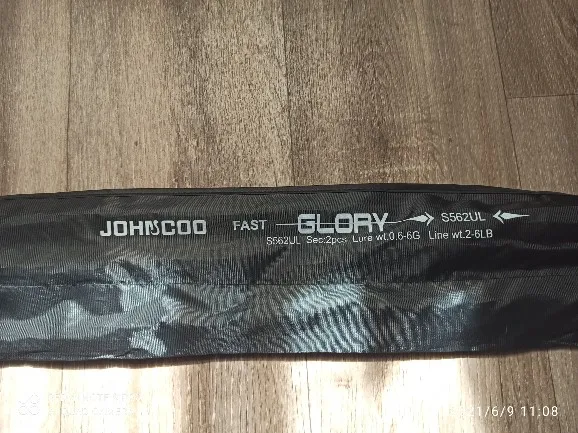 JOHNCOO FAST GLORY S562UL
S562UL Sec:2pcs Lure wt.0.6-6G Line wt.2-6LB
1/6/9 11:08